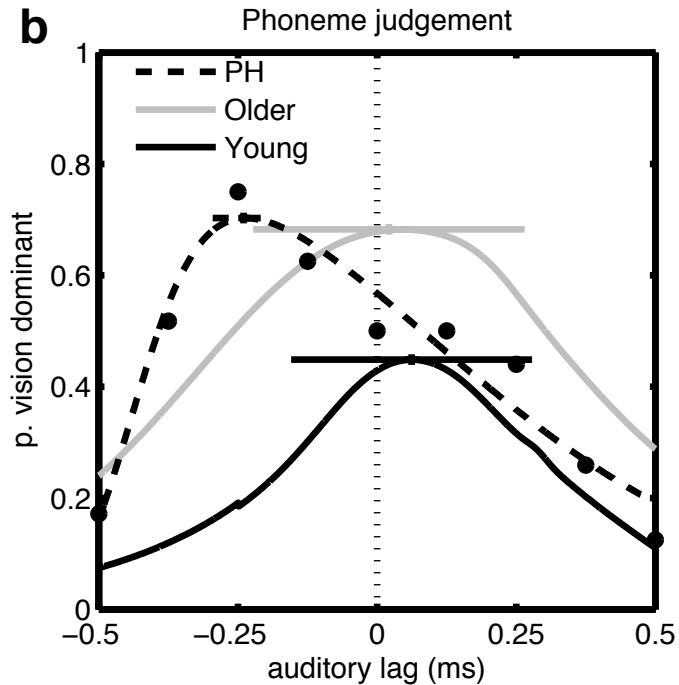 b
Phoneme judgement
PH
Older
Young
1
0.8
0.6
0.4
0.2
0
p. vision dominant
−0.5 −0.25 0 0.25 0.5
auditory lag (ms)